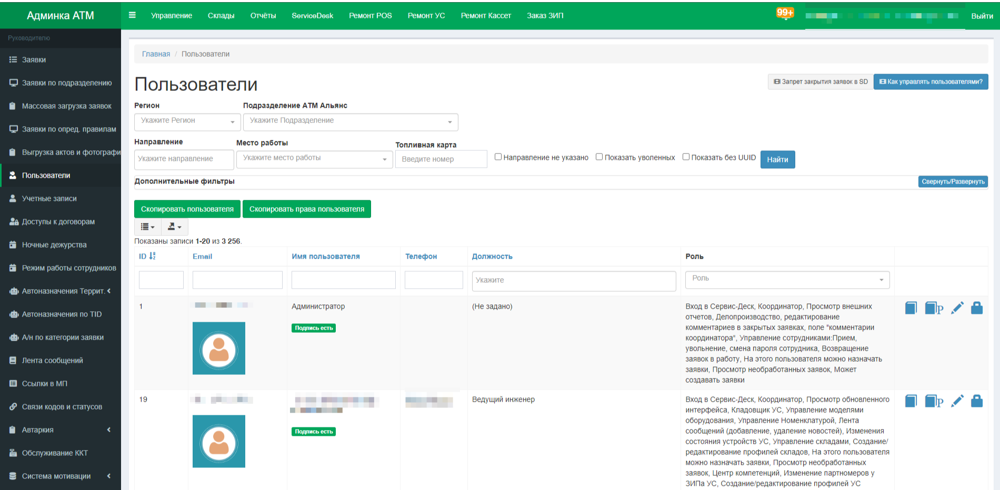 Админка АТМ
Управление Склады Отчёты ServiceDesk Ремонт POS Ремонт УС Ремонт Кассет Заказ ЗИП 99+ Выйти
Руководителю
Заявки
Заявки по подразделению
Массовая загрузка заявок
Заявки по опред. правилам
Выгрузка актов и фотографи
Пользователи
Учетные записи
Доступы к договорам
Ночные дежурства
Режим работы сотрудников
Автоназначения Террит.
Автоназначения по TID
А/н по категории заявки
Лента сообщений
Ссылки в МП
Связи кодов и статусов
Автаркия
Обслуживание ККТ
Система мотивации
Главная / Пользователи
Пользователи
Запрет закрытия заявок в SD Как управлять пользователями?
Регион Подразделение АТМ Альянс
Укажите Регион Укажите Подразделение
Направление Место работы Топливная карта
Укажите направление Укажите место работы Введите номер Направление не указано Показать уволенных Показать без UUID Найти
Дополнительные фильтры Свернуть/Развернуть
Скопировать пользователя Скопировать права пользователя
Показаны записи 1-20 из 3 256.
ID Email Имя пользователя Телефон Должность Роль
Укажите Роль
1 Администратор (Не задано)
Подпись есть
Вход в Сервис-Деск, Координатор, Просмотр внешних
отчетов, Делопроизводство, редактирование
комментариев в закрытых заявках, поле "комментарии
координатора", Управление сотрудниками:Прием,
увольнение, смена пароля сотрудника, Возвращение
заявок в работу, На этого пользователя можно назначать
заявки, Просмотр необработанных заявок, Может
создавать заявки
P
19 Ведущий инженер
Подпись есть
Вход в Сервис-Деск, Координатор, Просмотр обновленного
интерфейса, Кладовщик УС, Управление моделями
оборудования, Управление Номенклатурой, Лента
сообщений (добавление, удаление новостей), Изменения
состояния устройств УС, Управление складами, Создание/
редактирование профилей складов, На этого пользователя
можно назначать заявки, Просмотр необработанных
заявок, Центр компетенций, Изменение партномеров у
ЗИПа УС, Создание/редактирование профилей УС
P